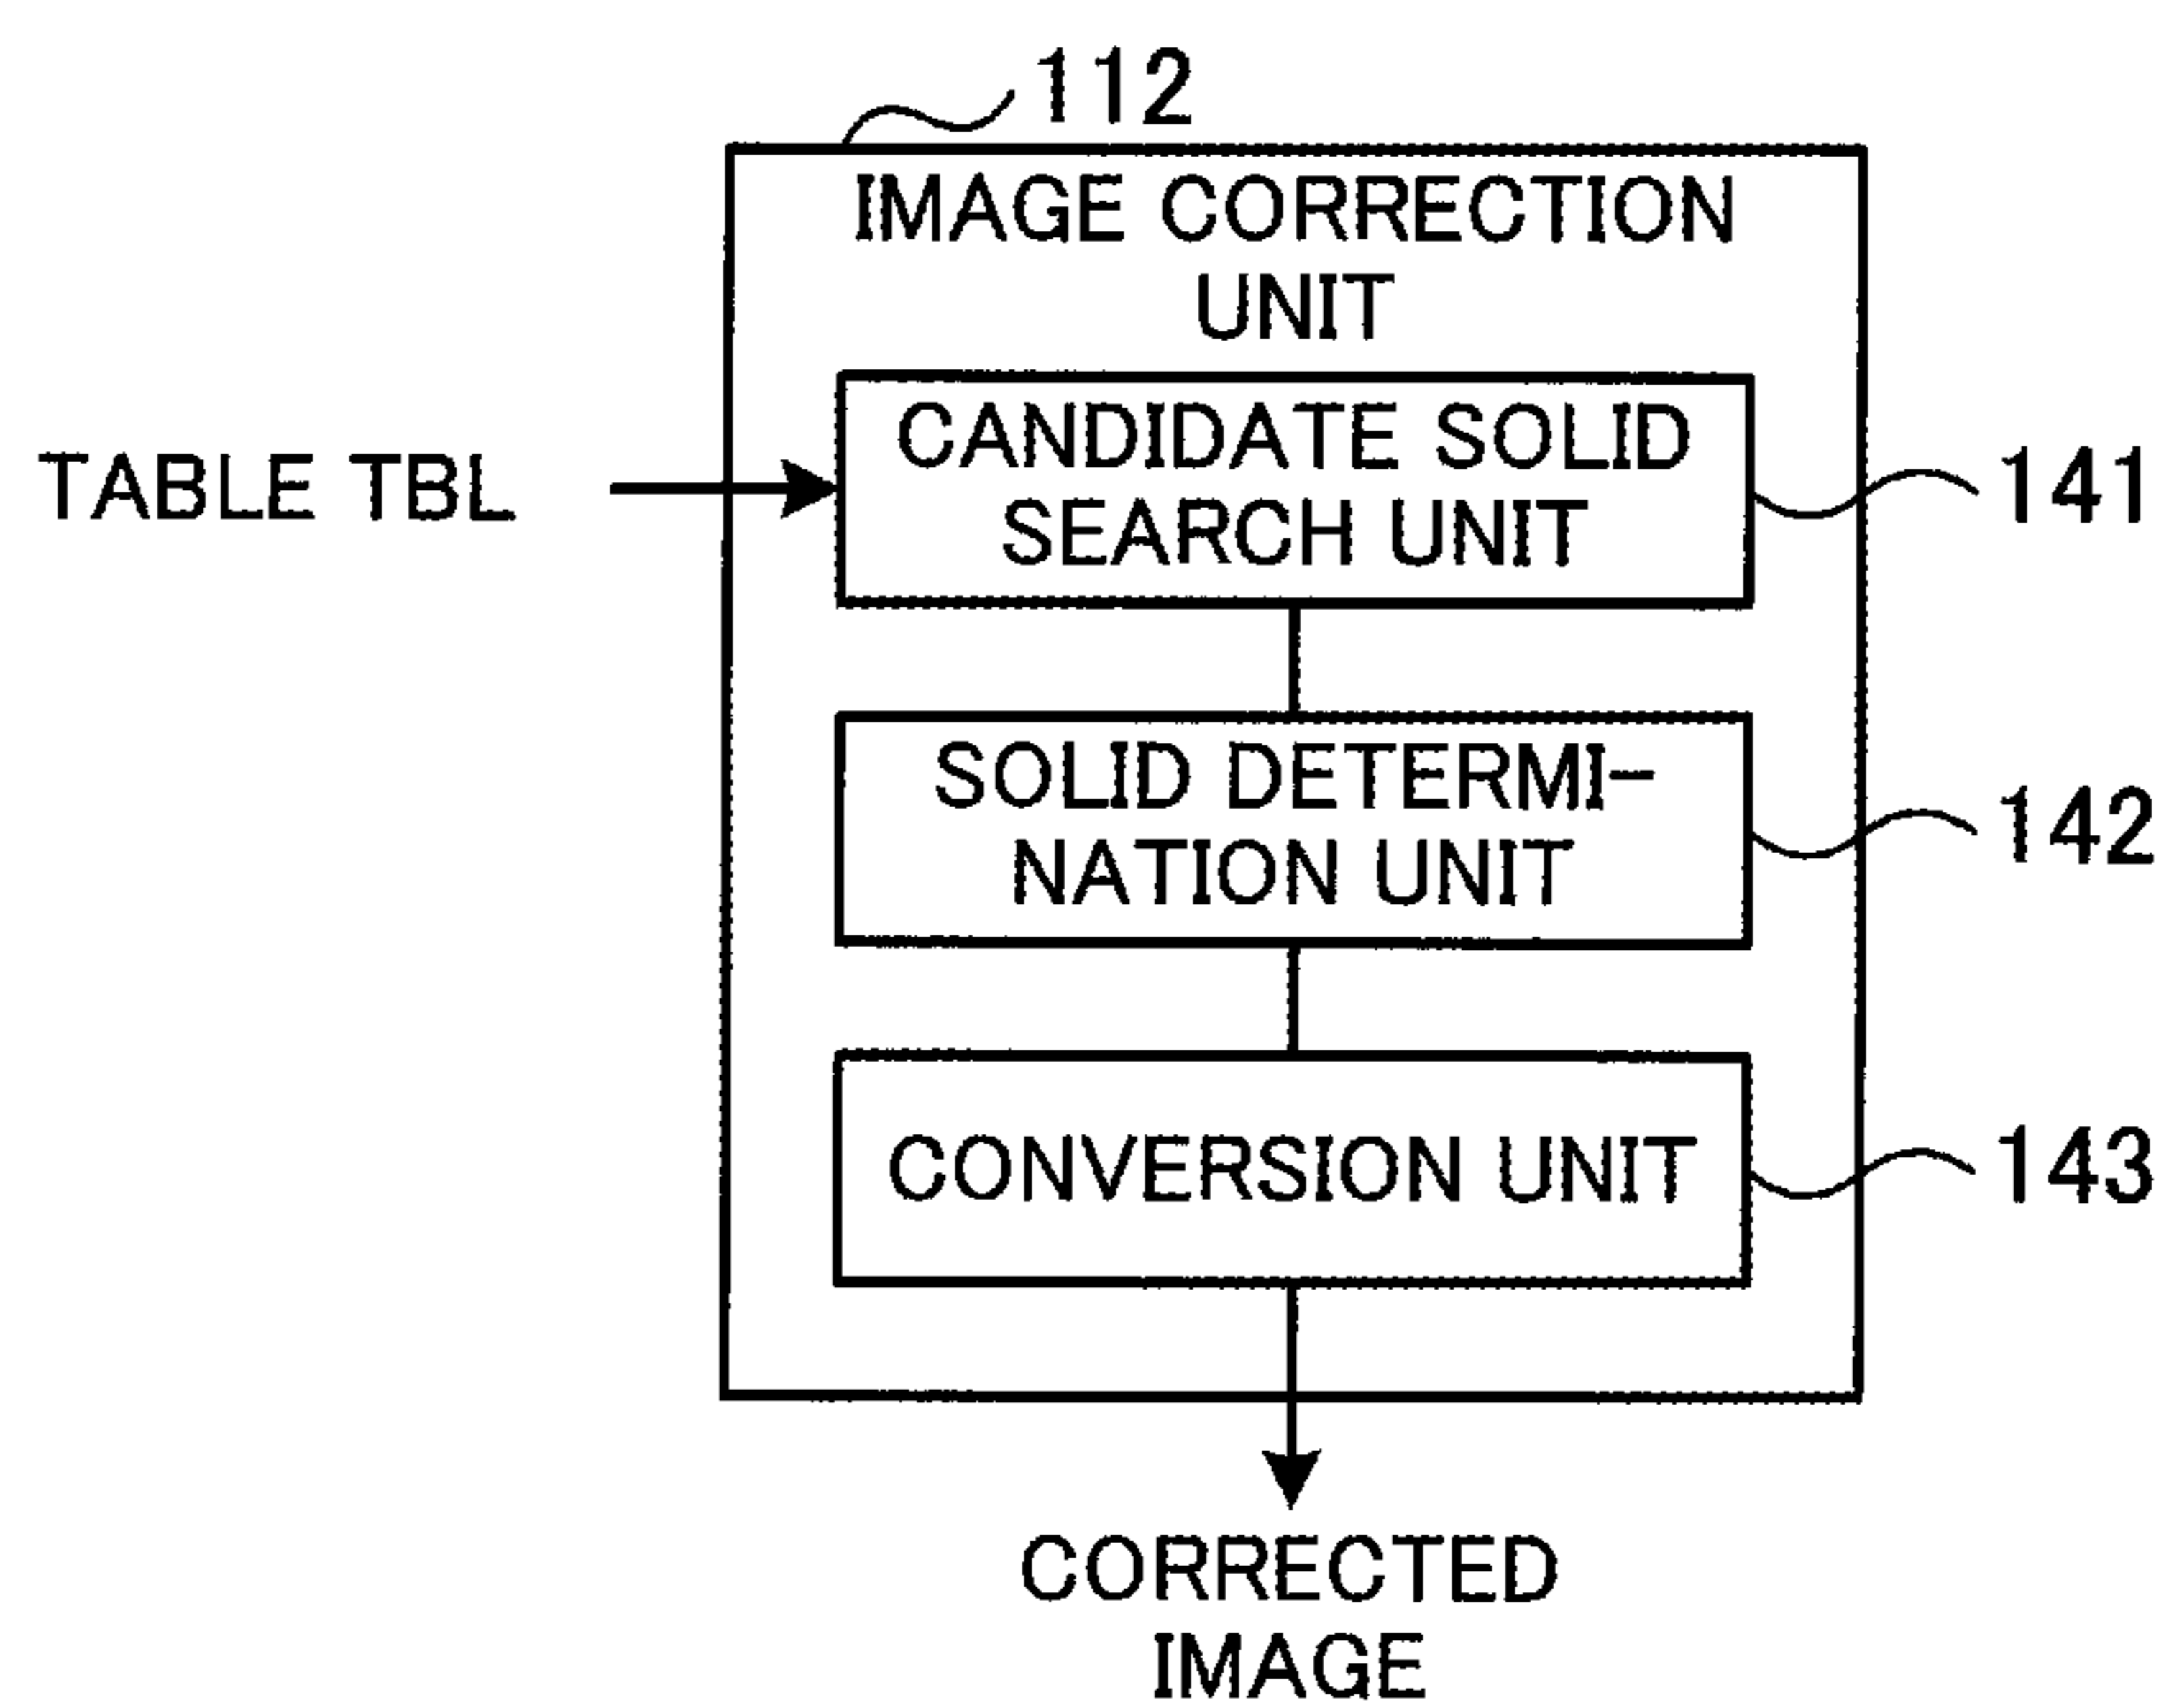 112
IMAGE CORRECTION
UNIT
TABLE TBL
CANDIDATE SOLID
SEARCH UNIT
141
SOLID DETERMI-
NATION UNIT
142
CONVERSION UNIT
143
CORRECTED
IMAGE